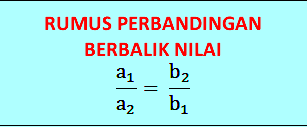 RUMUS PERBANDINGAN
BERBALIK NILAI
a₁/a₂ = b₂/b₁